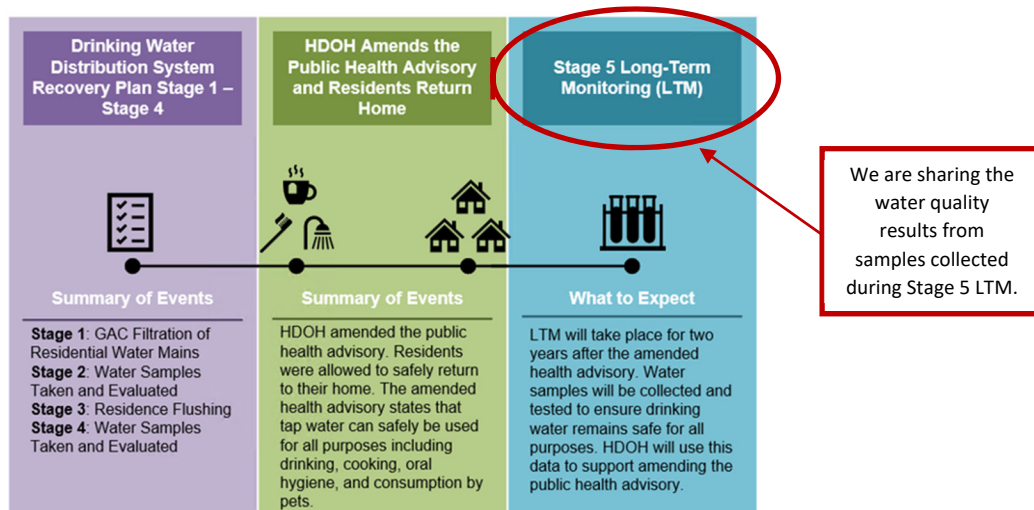 Drinking Water
Distribution System
Recovery Plan Stage 1 –
Stage 4
Summary of Events
Stage 1: GAC Filtration of
Residential Water Mains
Stage 2: Water Samples
Taken and Evaluated
Stage 3: Residence Flushing
Stage 4: Water Samples
Taken and Evaluated
HDOH Amends the
Public Health Advisory
and Residents Return
Home
Summary of Events
HDOH amended the public
health advisory. Residents
were allowed to safely return
to their home. The amended
health advisory states that
tap water can safely be used
for all purposes including
drinking, cooking, oral
hygiene, and consumption by
pets.
Stage 5 Long-Term
Monitoring (LTM)
What to Expect
LTM will take place for two
years after the amended
health advisory. Water
samples will be collected and
tested to ensure drinking
water remains safe for all
purposes. HDOH will use this
data to support amending the
public health advisory.
We are sharing the
water quality
results from
samples collected
during Stage 5 LTM.